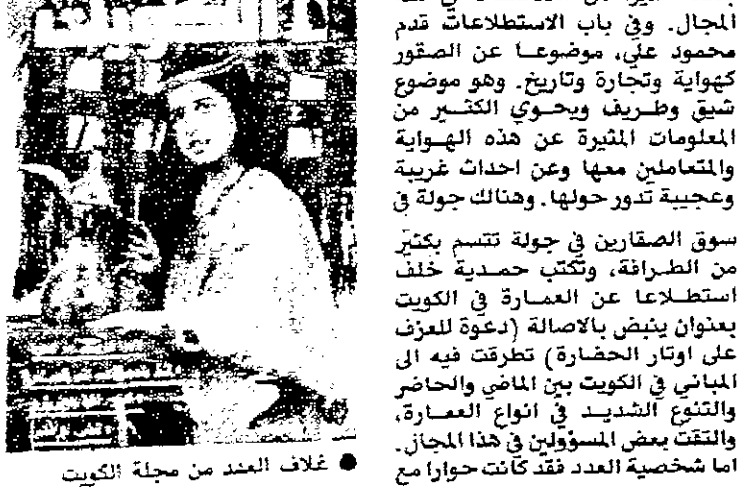 المجال. وفي باب الاستطلاعات قدم
محمود علي، موضوعا عن الصقور
كهواية وتجارة وتاريخ. وهو موضوع
شيق وطريف ويحوي الكثير من
المعلومات المثيرة عن هذه الهواية
والمتعاملين معها وعن احداث غريبة
وعجيبة تدور حولها. وهنالك جولة في
سوق الصقارين في جولة تتسم بكثير
من الطرافة، وتكتب حمدية خلف
استطلاعا عن العمارة في الكويت
بعنوان ينبض بالاصالة (دعوة للعزف
على اوتار الحضارة) تطرقت فيه الى
المباني في الكويت بين الماضي والحاضر
والتنوع الشديد في انواع العمارة،
والتقت بعض المسؤولين في هذا المجال.
اما شخصية العدد فقد كانت حوارا مع
● غلاف العدد من مجلة الكويت